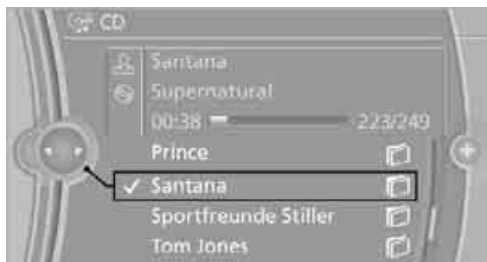 CD
Santana
Supernatural
00:38 223/249
Prince
Santana
Sportfreunde Stiller
Tom Jones